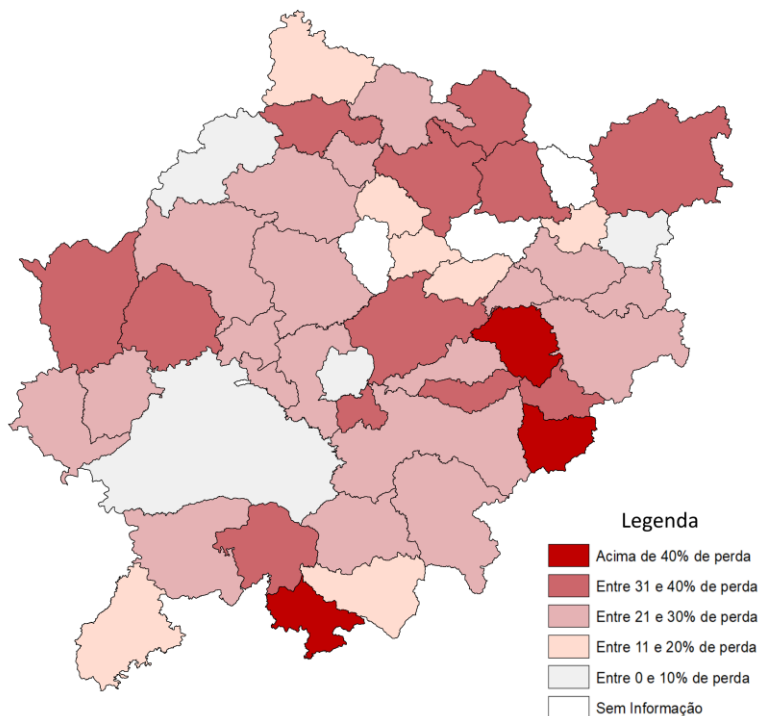 Legenda
Acima de 40% de perda
Entre 31 e 40% de perda
Entre 21 e 30% de perda
Entre 11 e 20% de perda
Entre 0 e 10% de perda
Sem Informação